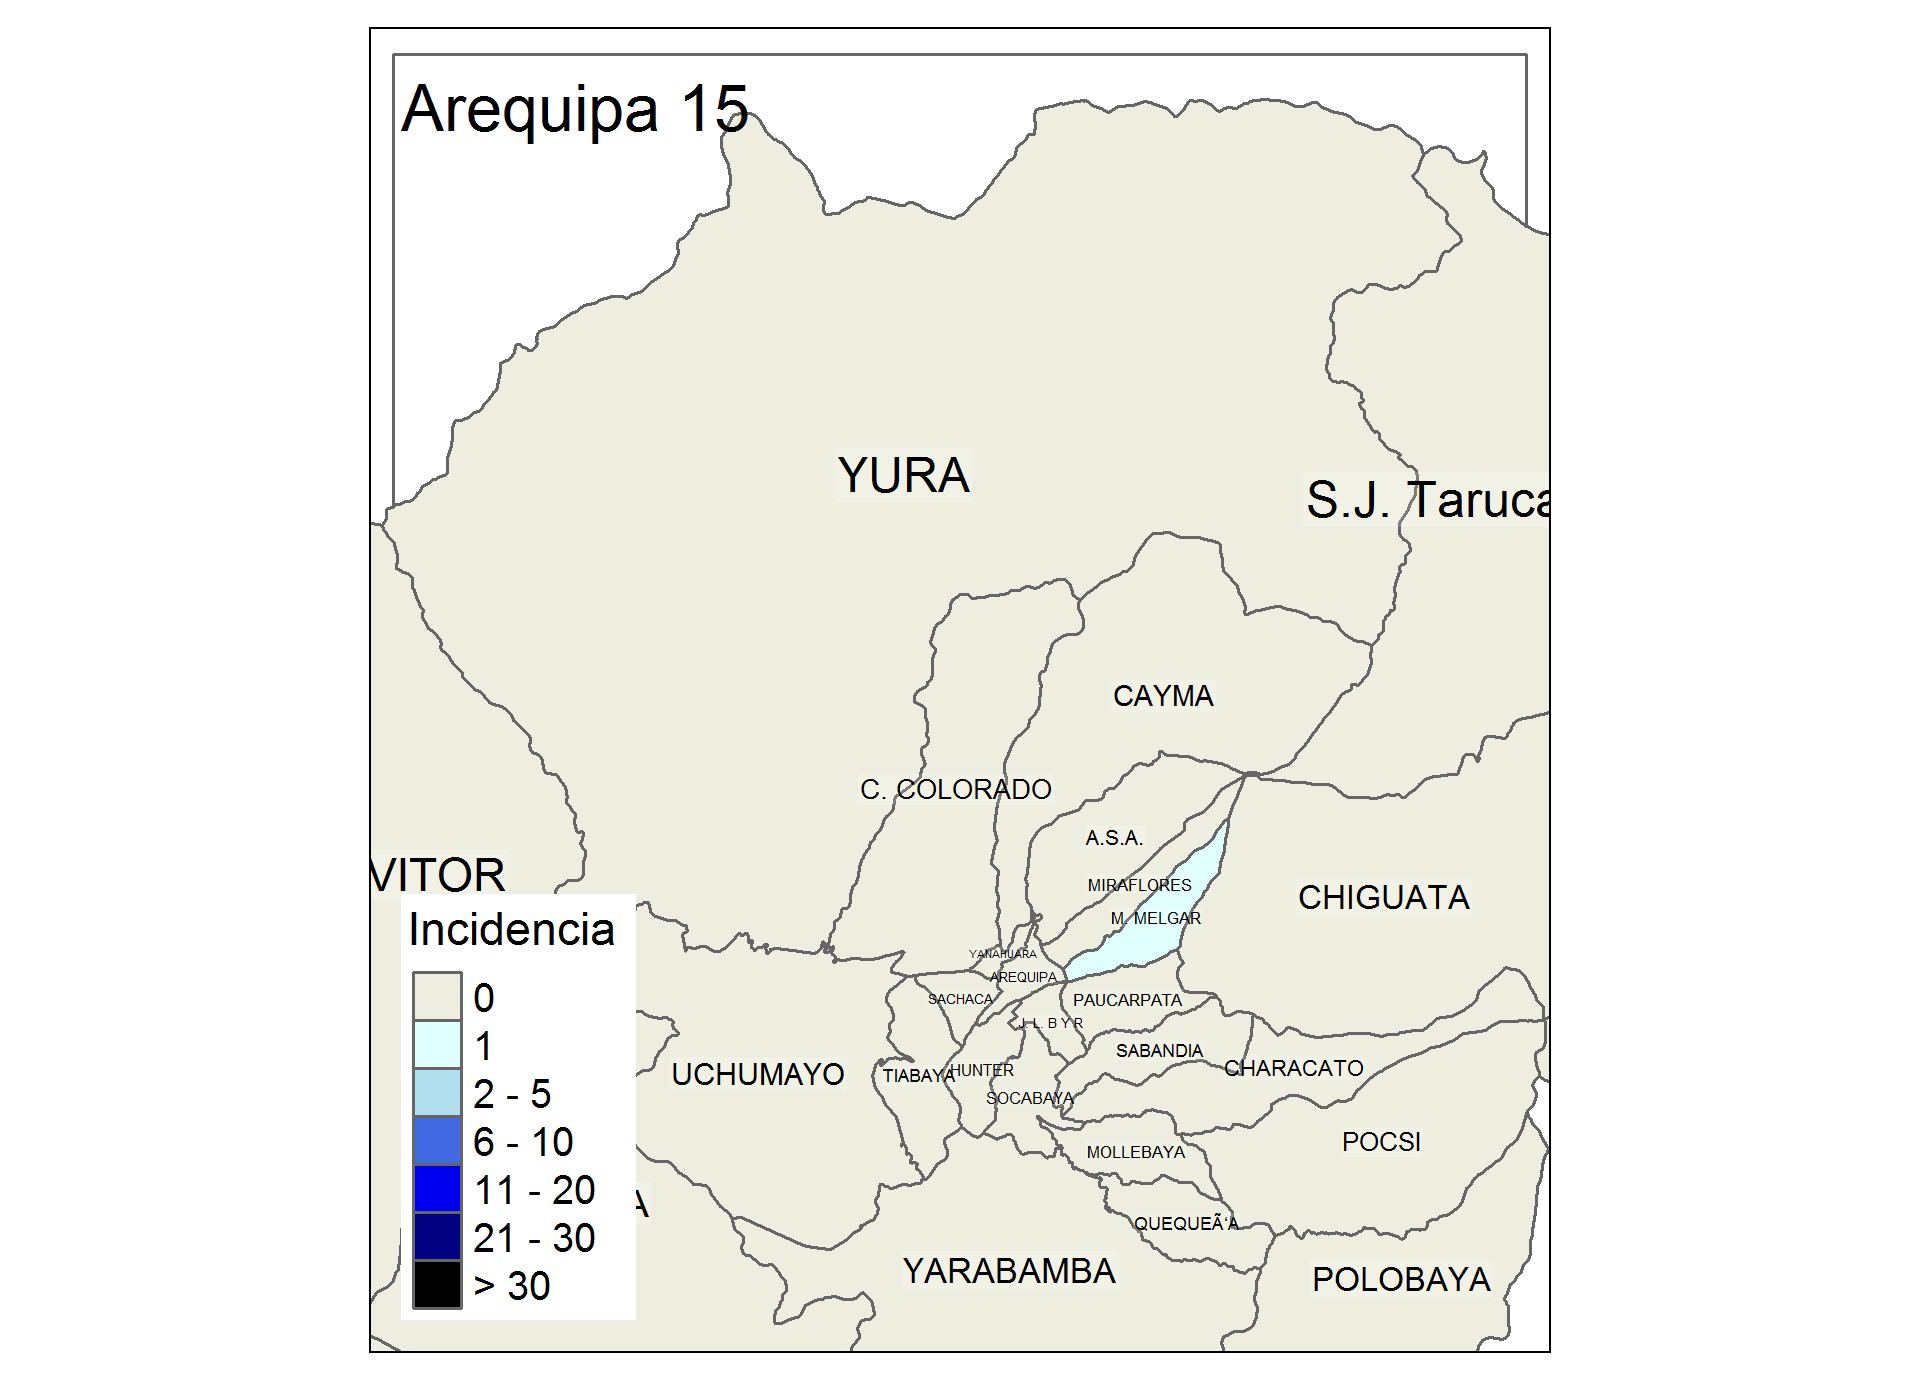 Arequipa 15
YURA
S.J. Taruca
CAYMA
C. COLORADO
A.S.A.
VITOR
MIRAFLORES
CHIGUATA
M. MELGAR
Incidencia
YANAHUARA
AREQUIPA
SACHACA
PAUCARPATA
0
J. L. B Y R
1
SABANDIA
UCHUMAYO
TIABAYA
HUNTER
CHARACATO
2 - 5
SOCABAYA
6 - 10
MOLLEBAYA
POCSI
11 - 20
A
QUEQUEÃ‘A
21 - 30
YARABAMBA
POLOBAYA
> 30